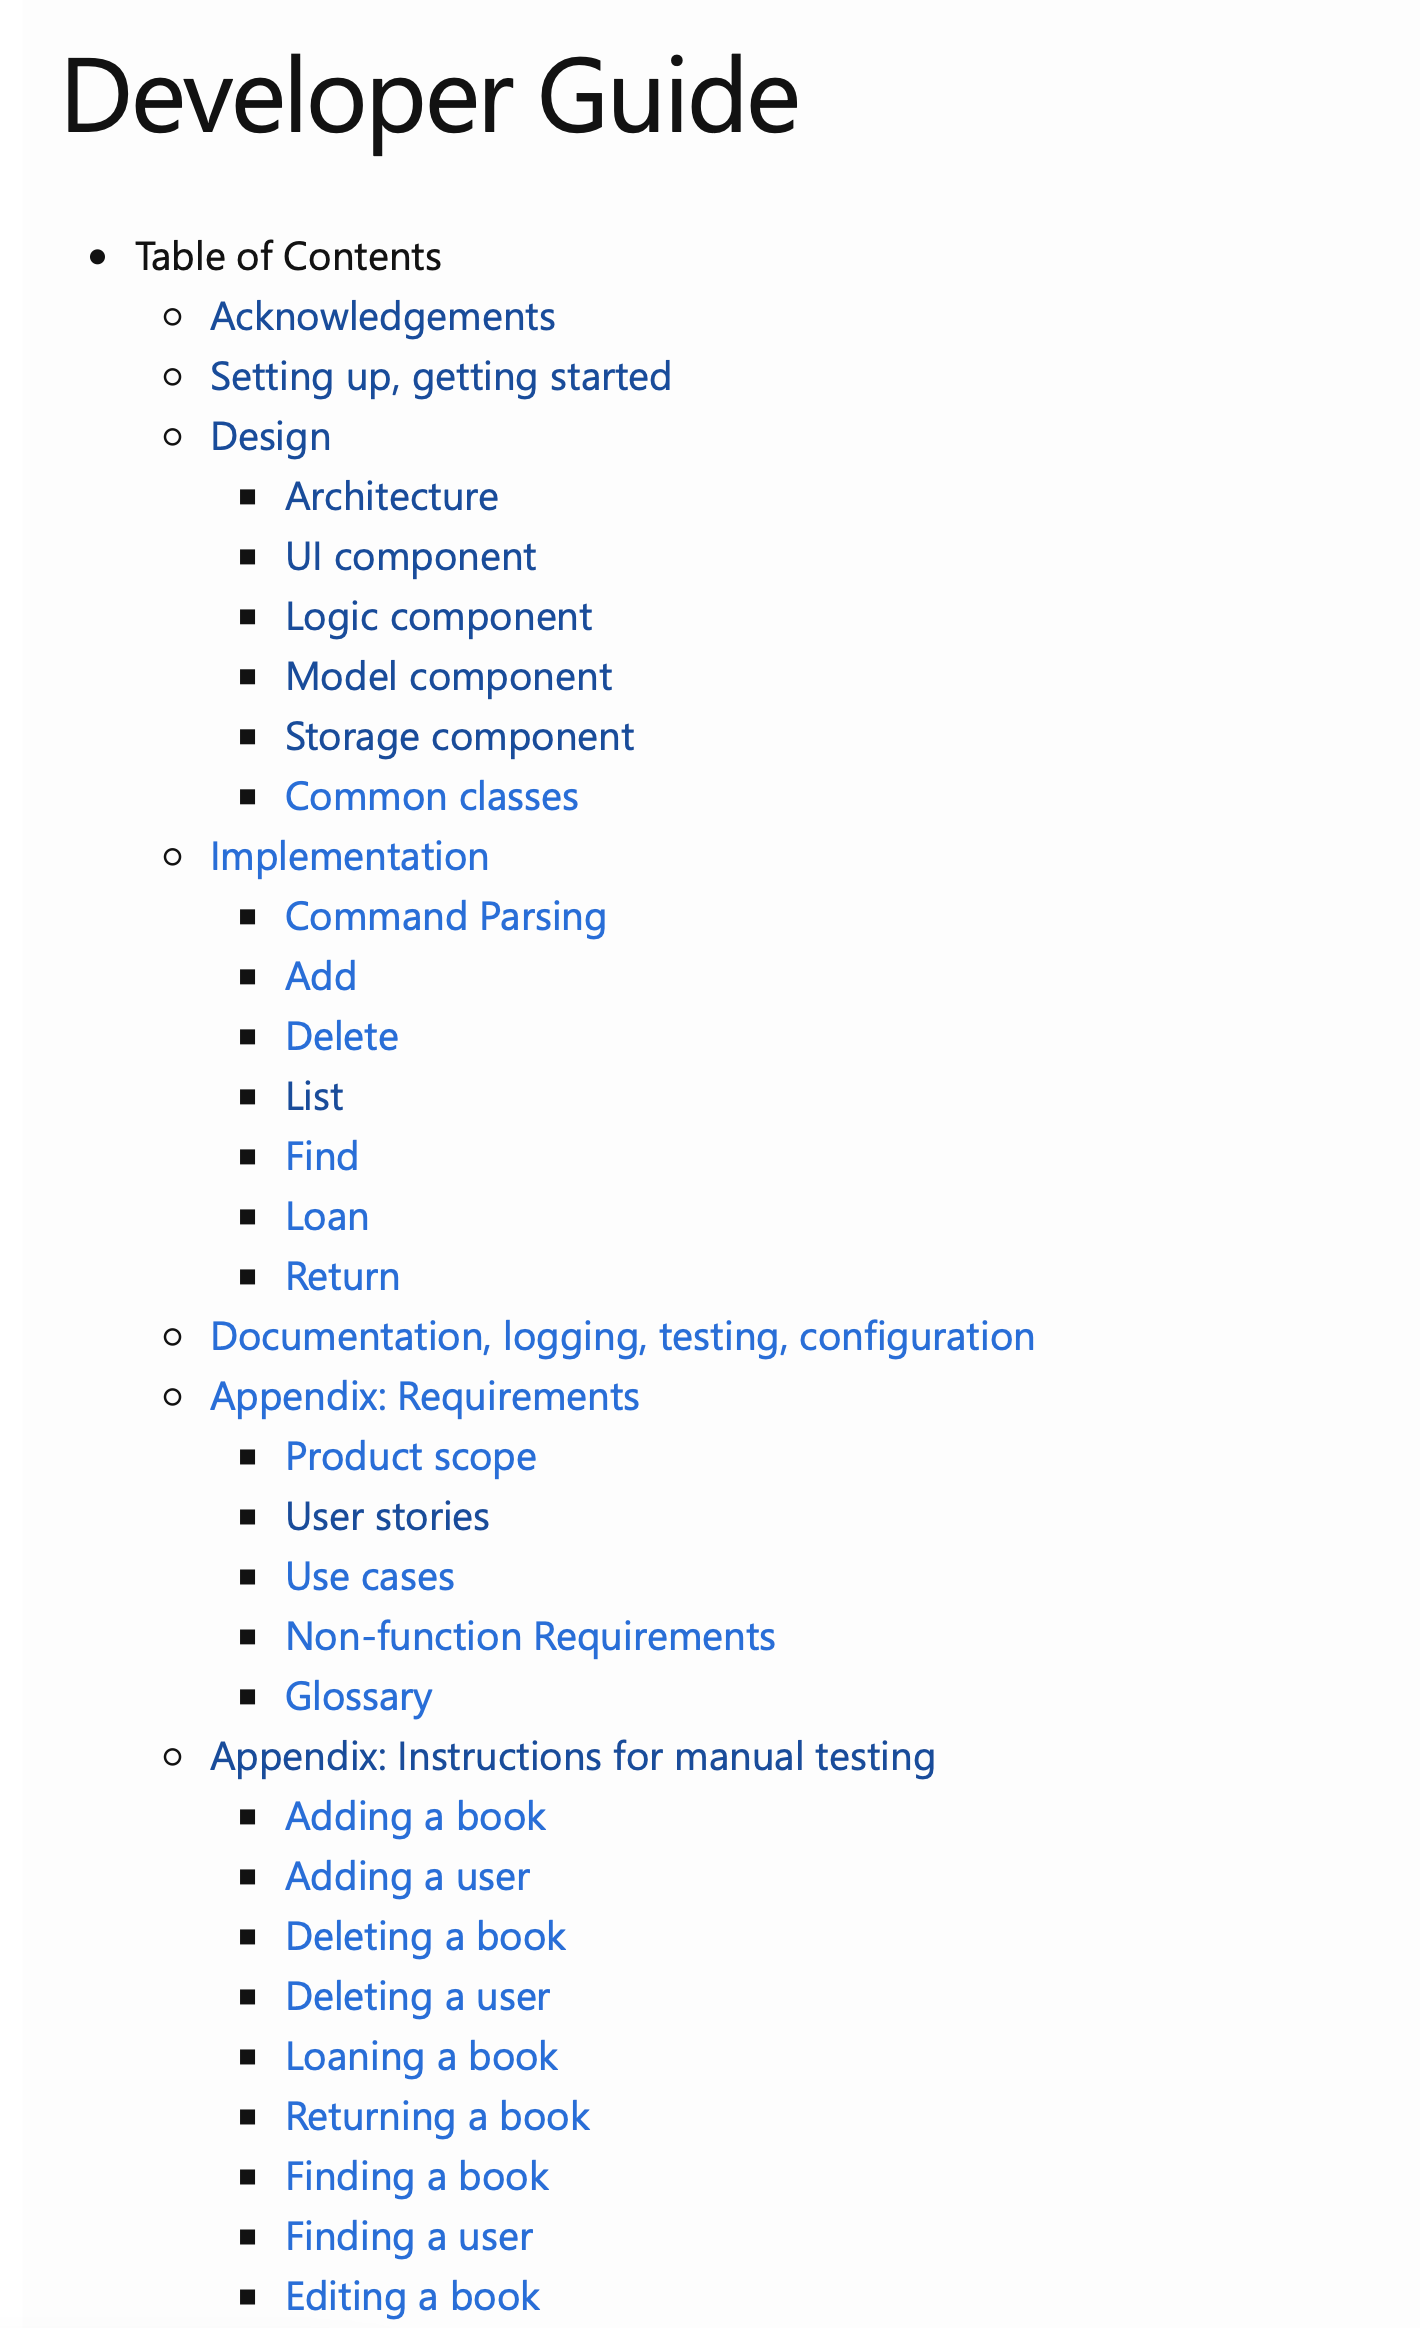 Developer Guide
Table of Contents
Acknowledgements
Setting up, getting started
Design
Architecture
UI component
Logic component
Model component
Storage component
Common classes
Implementation
Command Parsing
Add
Delete
List
Find
Loan
Return
Documentation, logging, testing, configuration
Appendix: Requirements
Product scope
User stories
Use cases
Non-function Requirements
Glossary
Appendix: Instructions for manual testing
Adding a book
Adding a user
Deleting a book
Deleting a user
Loaning a book
Returning a book
Finding a book
Finding a user
Editing a book